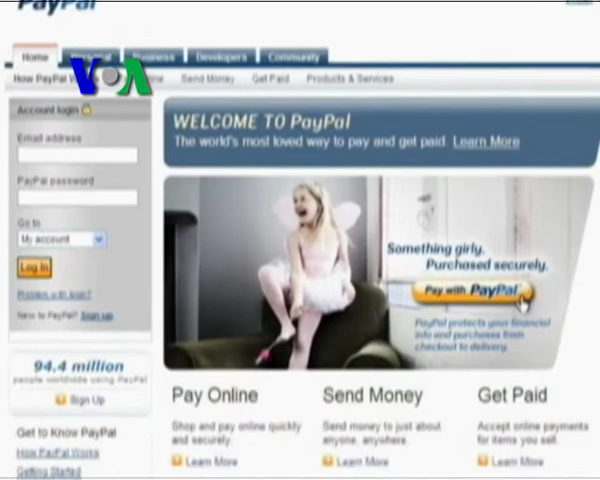 PayPal
Home Personal Business Developers Community
How PayPal W
Send Money Get Paid Products & Services
VOA
Account login
Email address
PayPal password
Go to
My account
Log In
Problem with login?
New to PayPal? Sign up
94.4 million
people worldwide using PayPal
Sign Up
Get to Know PayPal
How PayPal Works
Getting Started
WELCOME TO PayPal
The world's most loved way to pay and get paid. Learn More
Something girly.
Purchased securely.
Pay with PayPal
PayPal protects your financial
info and purchases from
checkout to delivery.
Pay Online
Shop and pay online quickly
and securely.
Learn More
Send Money
Send money to just about
anyone, anywhere.
Learn More
Get Paid
Accept online payments
for items you sell.
Learn More